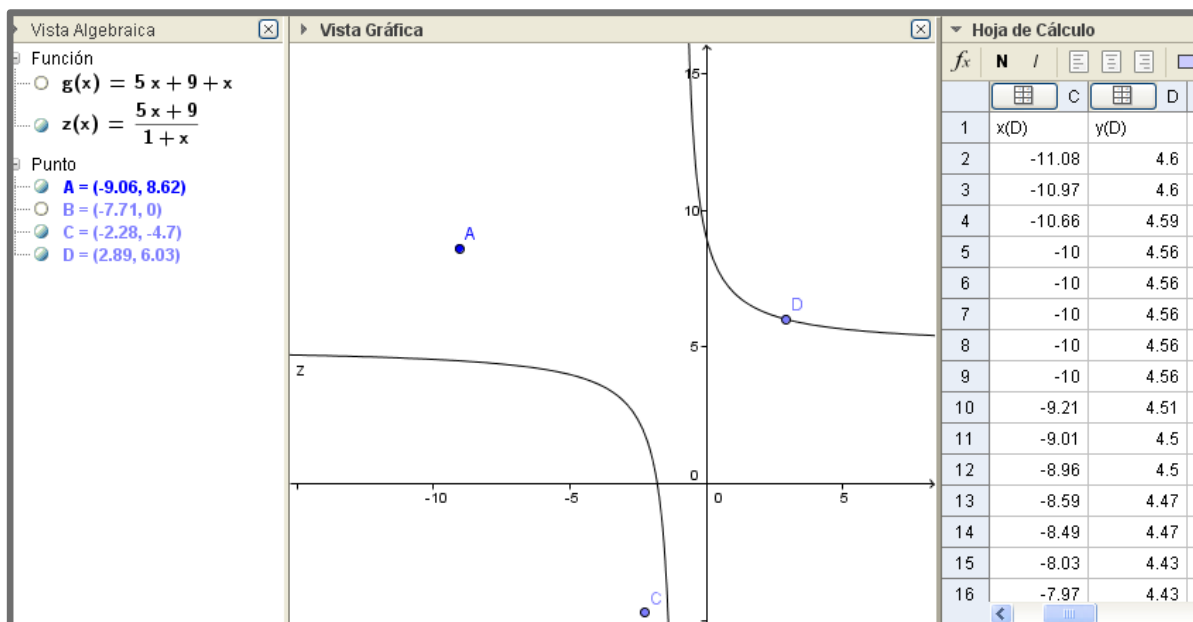 Vista Algebraica
Función
g(x) = 5 x + 9 + x
z(x) = (5 x + 9) / (1 + x)
Punto
A = (-9.06, 8.62)
B = (-7.71, 0)
C = (-2.28, -4.7)
D = (2.89, 6.03)
Vista Gráfica
15
10
A
D
5
z
0
-10
-5
0
5
C
Hoja de Cálculo
fx N I
C D
1 x(D) y(D)
2 -11.08 4.6
3 -10.97 4.6
4 -10.66 4.59
5 -10 4.56
6 -10 4.56
7 -10 4.56
8 -10 4.56
9 -10 4.56
10 -9.21 4.51
11 -9.01 4.5
12 -8.96 4.5
13 -8.59 4.47
14 -8.49 4.47
15 -8.03 4.43
16 -7.97 4.43